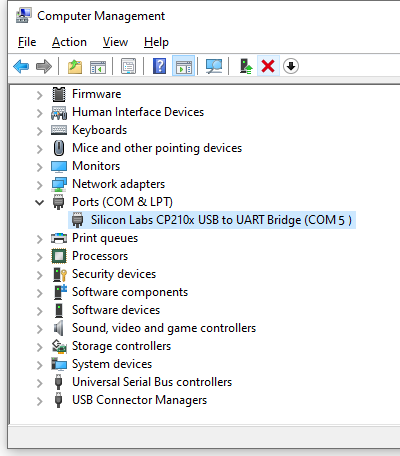 Computer Management
File Action View Help
Firmware
Human Interface Devices
Keyboards
Mice and other pointing devices
Monitors
Network adapters
Ports (COM & LPT)
Silicon Labs CP210x USB to UART Bridge (COM 5 )
Print queues
Processors
Security devices
Software components
Software devices
Sound, video and game controllers
Storage controllers
System devices
Universal Serial Bus controllers
USB Connector Managers